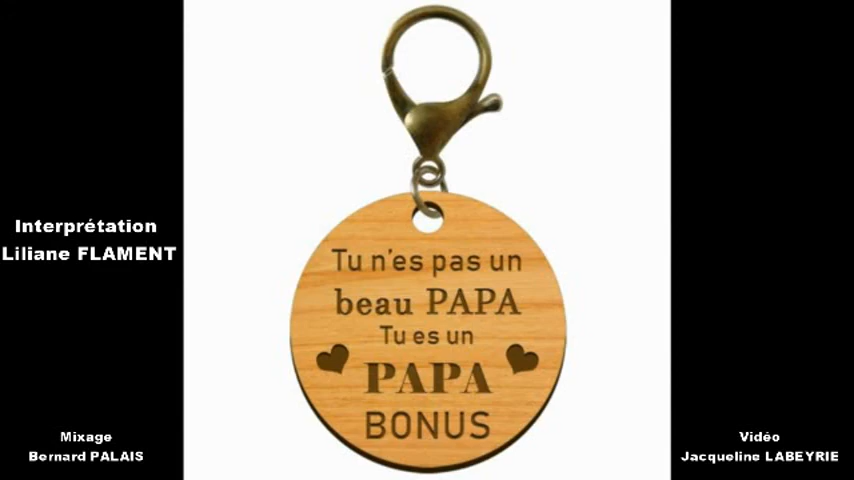 Interprétation
Liliane FLAMENT
Tu n'es pas un
beau PAPA
Tu es un
PAPA
BONUS
Mixage
Bernard PALAIS
Vidéo
Jacqueline LABEYRIE